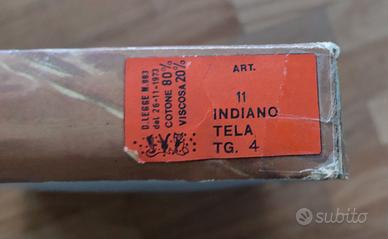 D. LEGGE N. 883
del 26-11-1973
COTONE 80%
VISCOSA 20%
ART.
11
INDIANO
TELA
TG. 4
subito